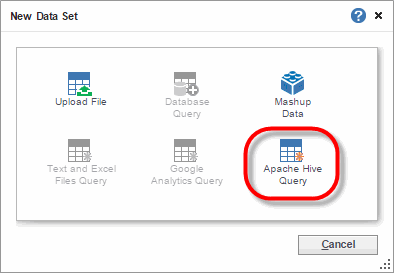 New Data Set
Upload File
Database
Query
Mashup
Data
Text and Excel
Files Query
Google
Analytics Query
Apache Hive
Query
Cancel